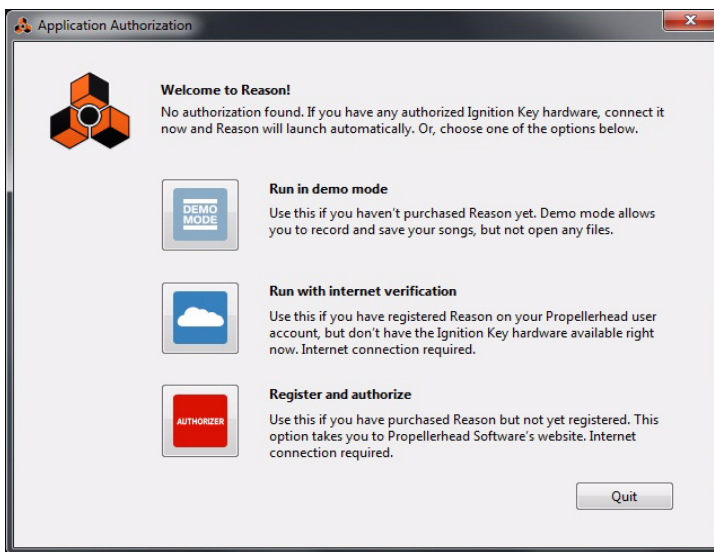 Application Authorization
Welcome to Reason!
No authorization found. If you have any authorized Ignition Key hardware, connect it
now and Reason will launch automatically. Or, choose one of the options below.
DEMO
MODE
Run in demo mode
Use this if you haven't purchased Reason yet. Demo mode allows
you to record and save your songs, but not open any files.
Run with internet verification
Use this if you have registered Reason on your Propellerhead user
account, but don't have the Ignition Key hardware available right
now. Internet connection required.
AUTHORIZER
Register and authorize
Use this if you have purchased Reason but not yet registered. This
option takes you to Propellerhead Software's website. Internet
connection required.
Quit